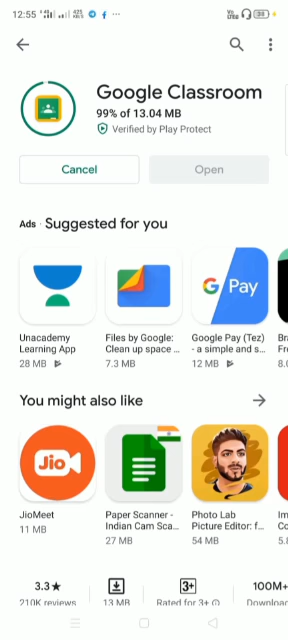 12:55
Google Classroom
99% of 13.04 MB
Verified by Play Protect
Cancel
Open
Ads · Suggested for you
Unacademy
Learning App
28 MB
Files by Google:
Clean up space ...
7.3 MB
G Pay
Google Pay (Tez)
- a simple and s...
12 MB
You might also like
Jio
JioMeet
11 MB
Paper Scanner -
Indian Cam Sca...
27 MB
Photo Lab
Picture Editor: f...
54 MB
3.3★
210K reviews
13 MB
3+
Rated for 3+
100M+